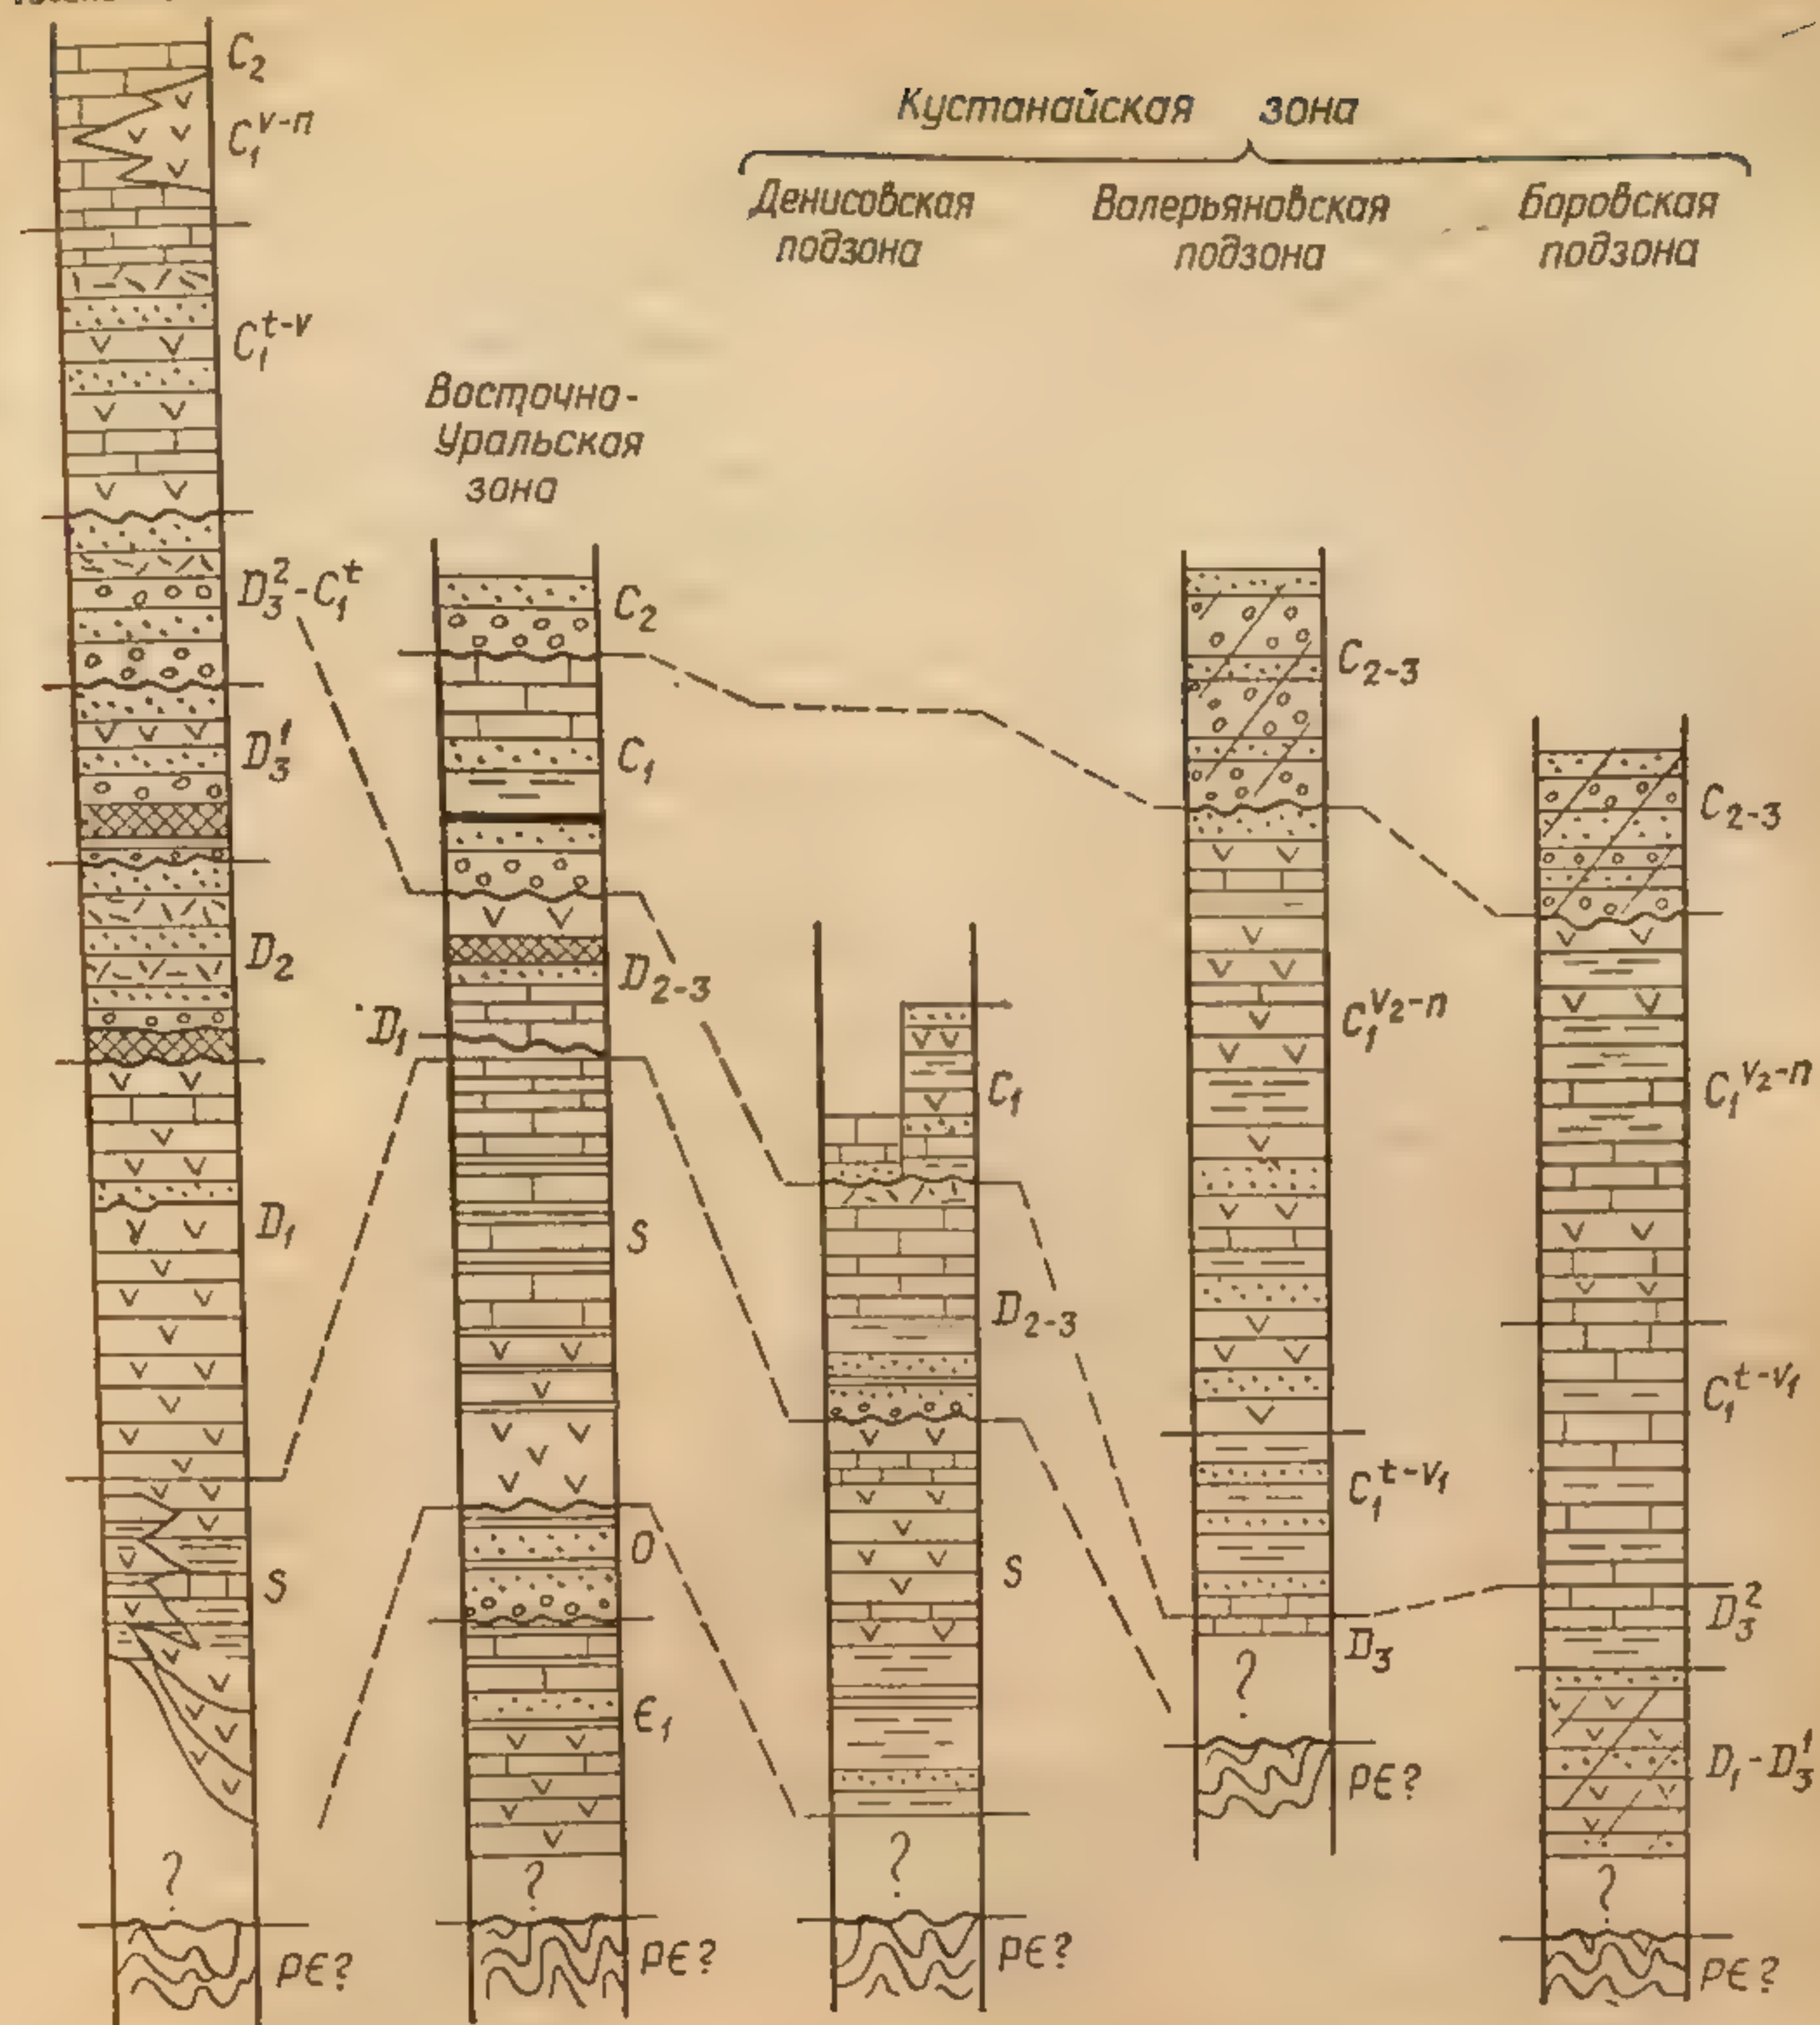 Кустанайская зона
Денисовская
подзона
Валерьяновская
подзона
Боровская
подзона
Восточно-
Уральская
зона
C₂
C₁ᵛ⁻ⁿ
C₁ᵗ⁻ᵛ
D₃²-C₁ᵗ
D₃¹
D₂
D₁
S
?
PЄ?
C₂
C₁
D₂₋₃
D₁
S
O
Є₁
?
PЄ?
C₁
D₂₋₃
S
?
PЄ?
C₂₋₃
C₁ᵛ²⁻ⁿ
C₁ᵗ⁻ᵛ¹
D₃
?
PЄ?
C₂₋₃
C₁ᵛ²⁻ⁿ
C₁ᵗ⁻ᵛ¹
D₃²
D₁-D₃¹
?
PЄ?